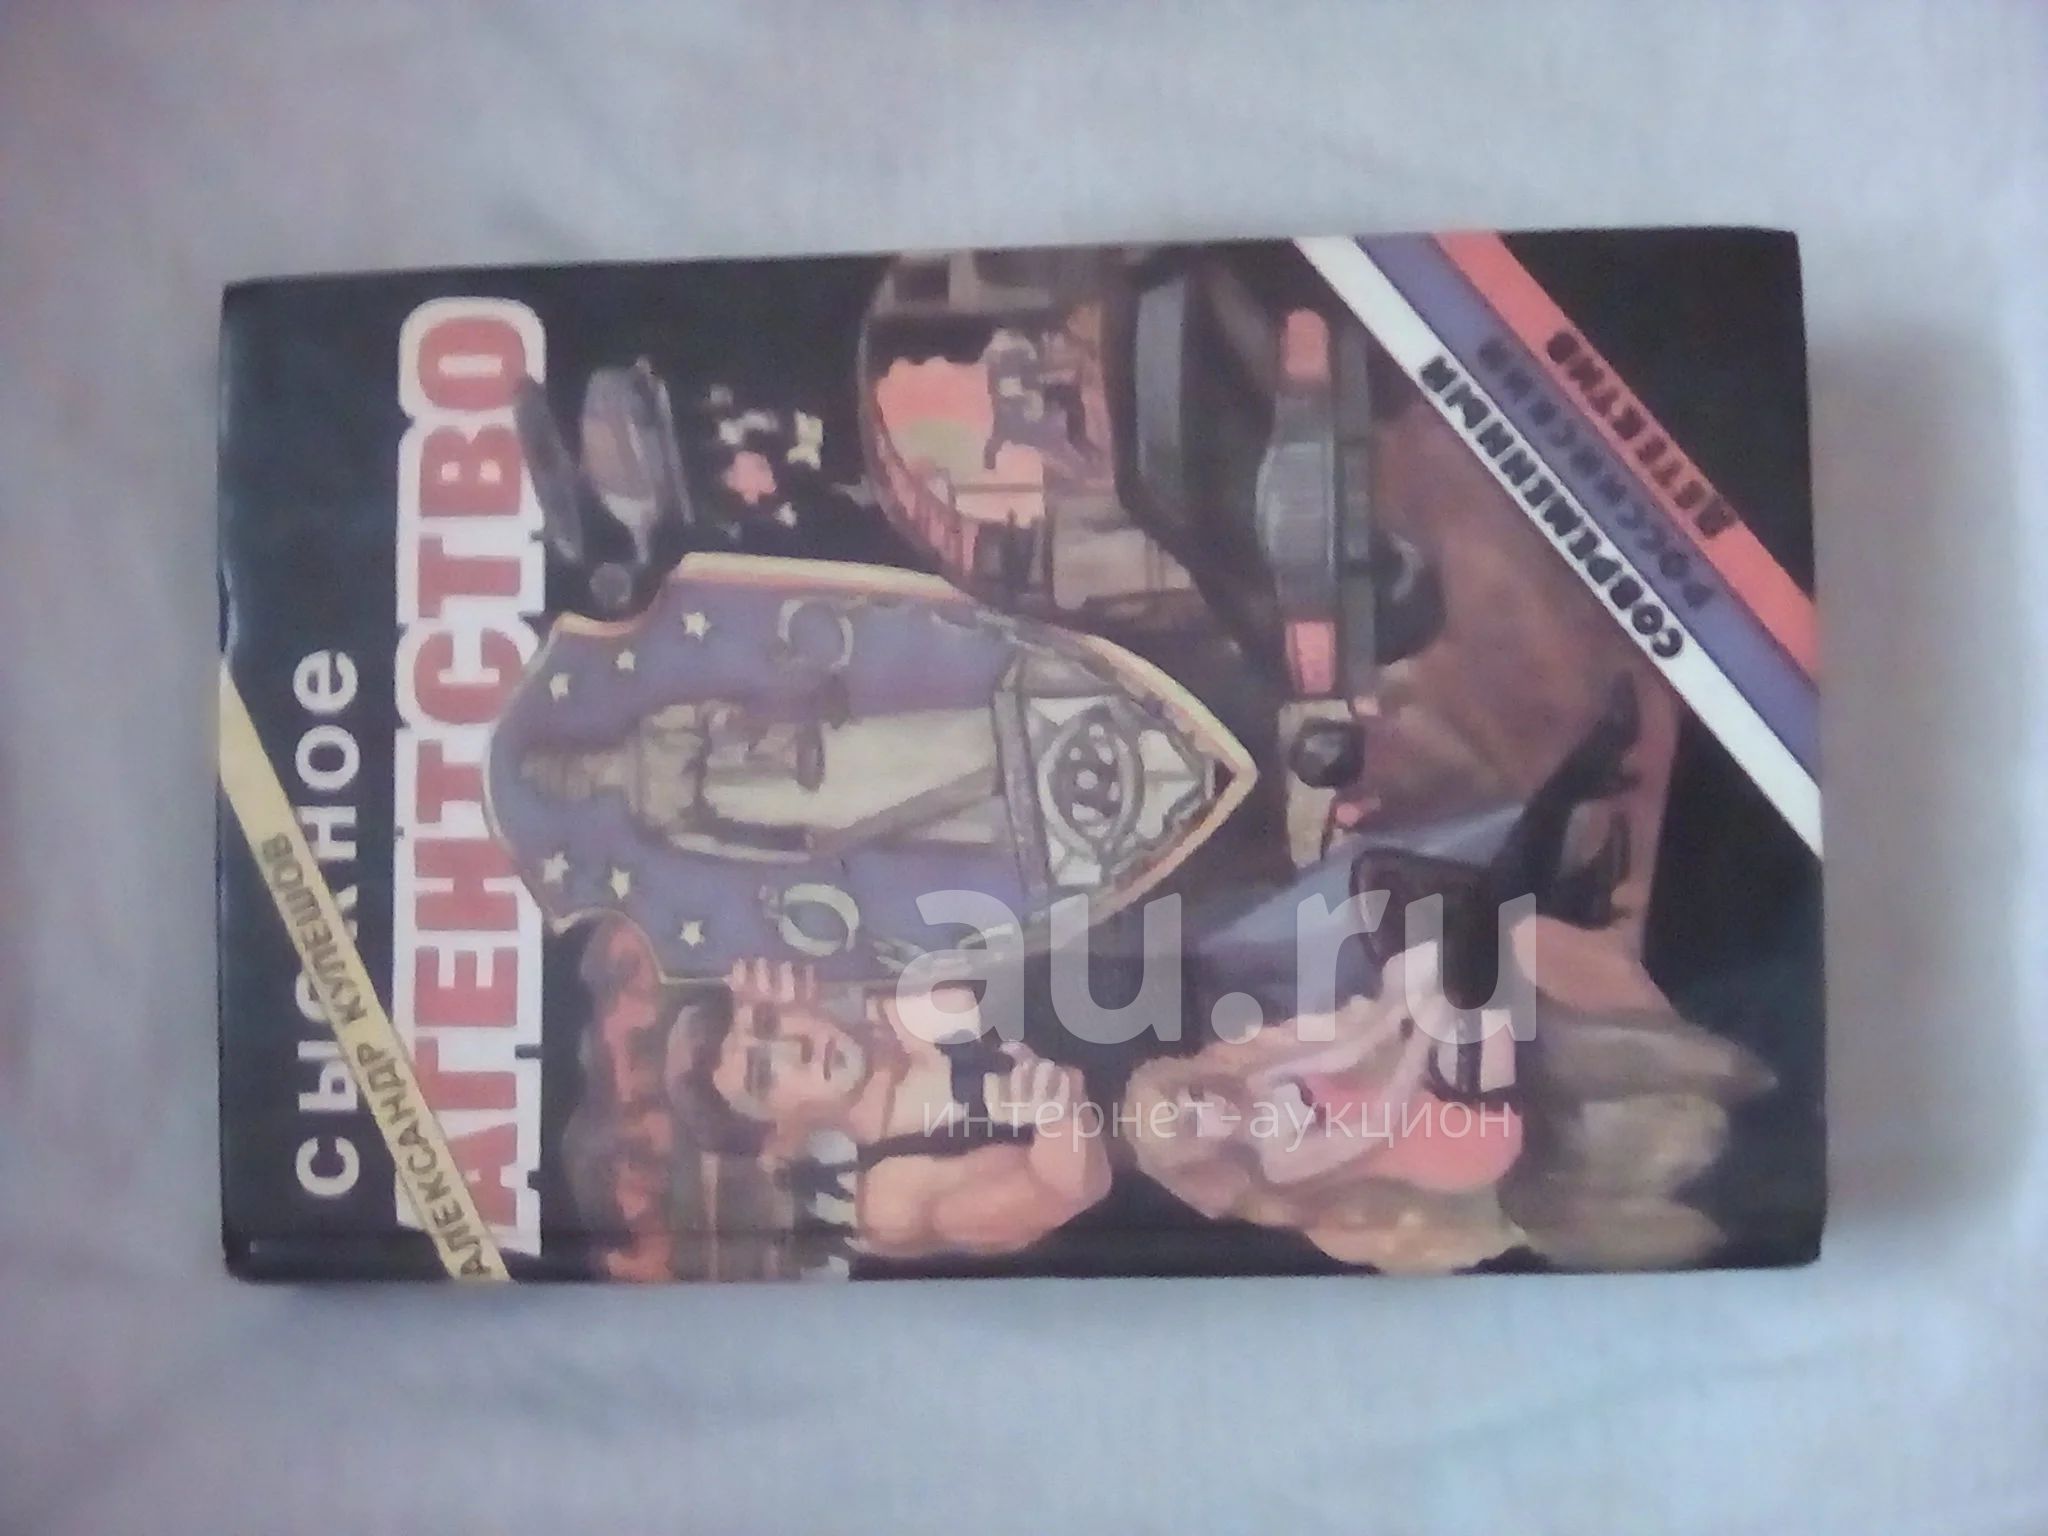 АЛЕКСАНДР КУЛЕШОВ
СЫСКНОЕ
АГЕНТСТВО
СОВРЕМЕННЫЙ
РОССИЙСКИЙ
ДЕТЕКТИВ
au.ru
интернет-аукцион